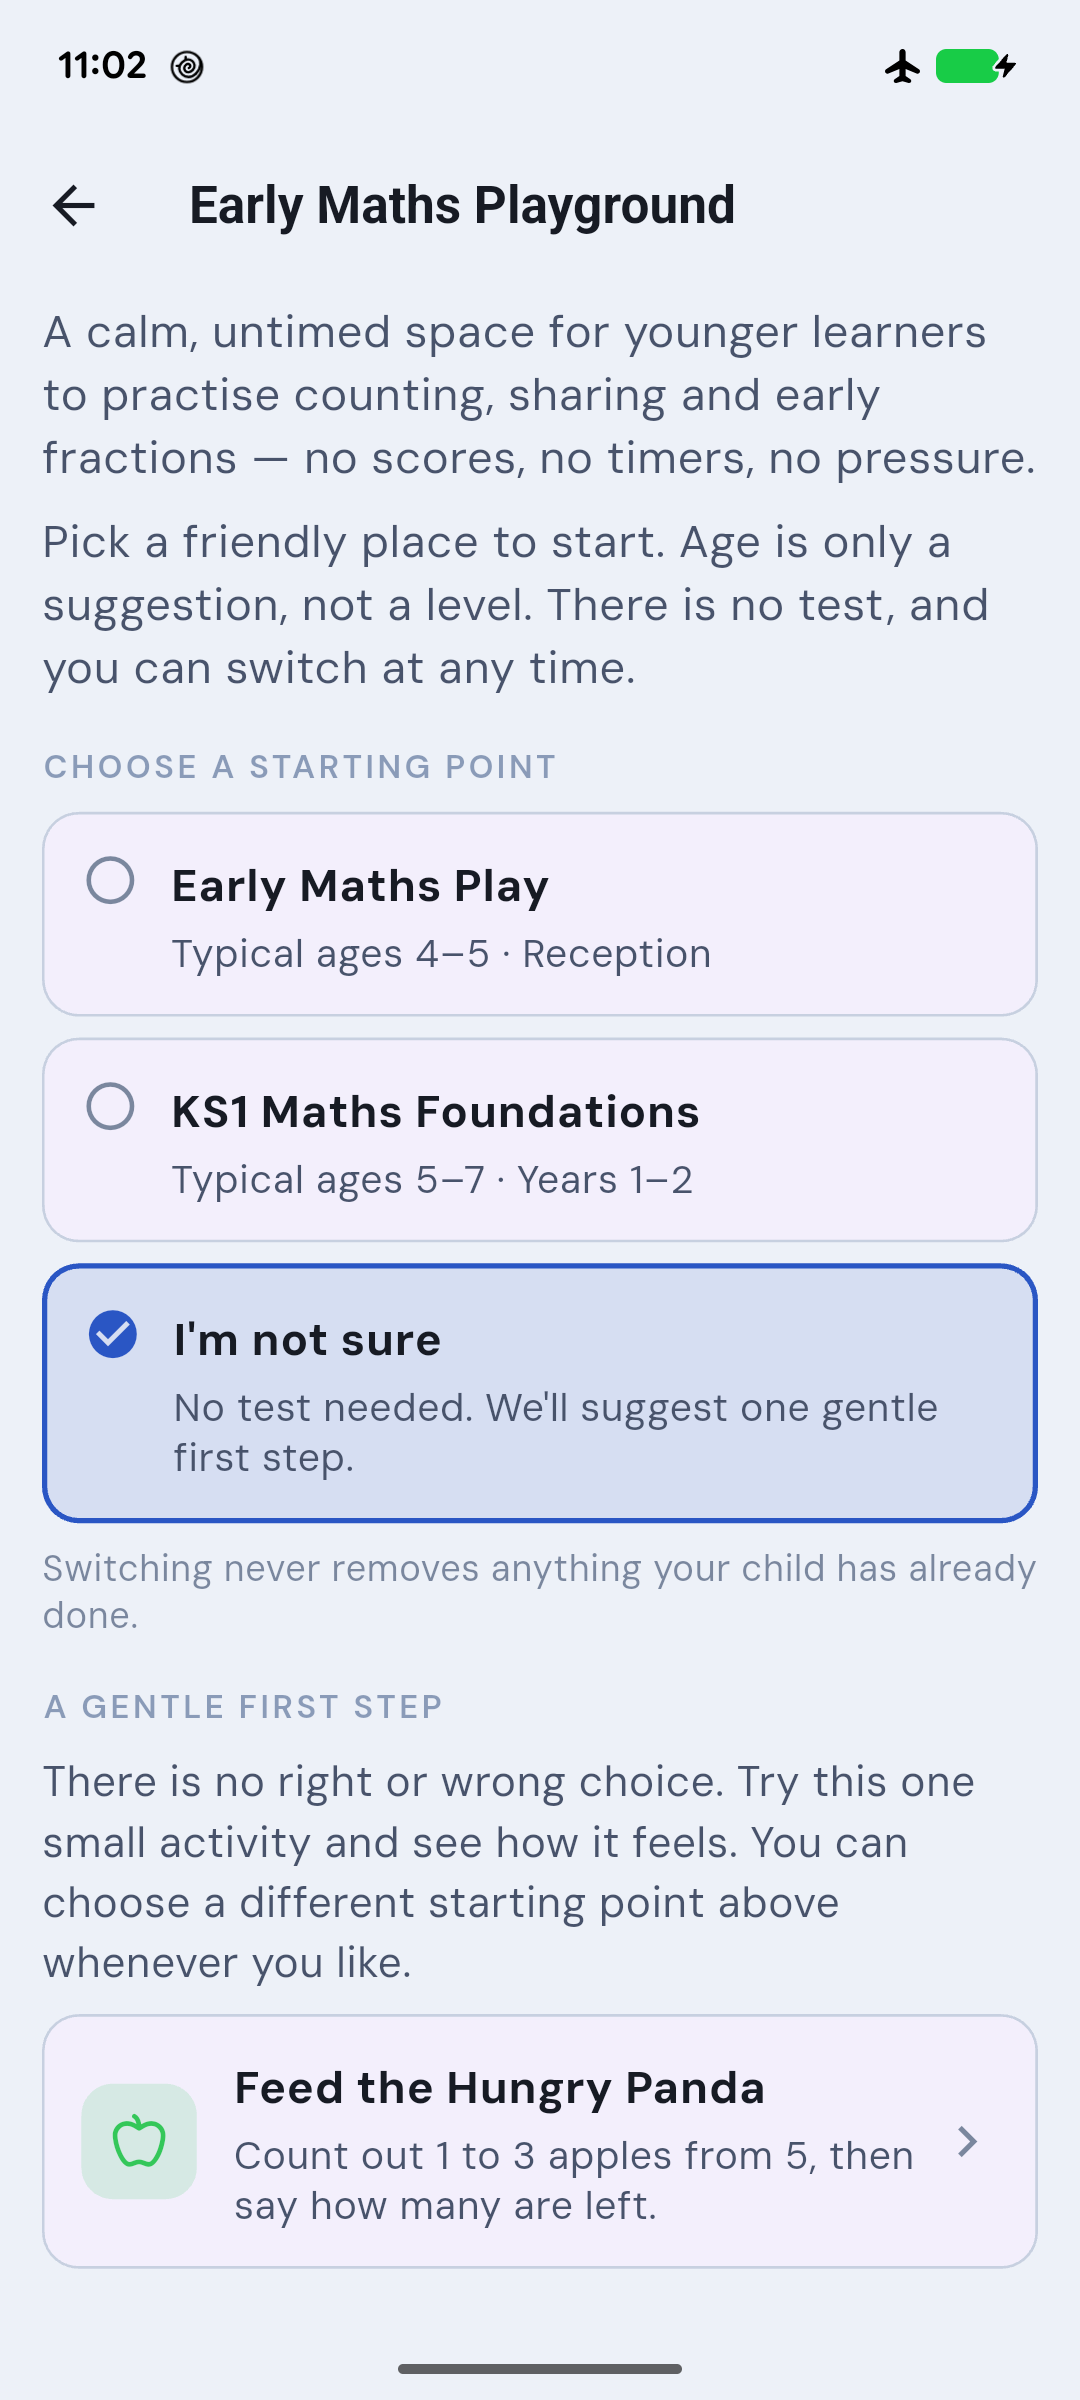 11:02
Early Maths Playground
A calm, untimed space for younger learners
to practise counting, sharing and early
fractions — no scores, no timers, no pressure.
Pick a friendly place to start. Age is only a
suggestion, not a level. There is no test, and
you can switch at any time.
CHOOSE A STARTING POINT
Early Maths Play
Typical ages 4–5 · Reception
KS1 Maths Foundations
Typical ages 5–7 · Years 1–2
I'm not sure
No test needed. We'll suggest one gentle
first step.
Switching never removes anything your child has already
done.
A GENTLE FIRST STEP
There is no right or wrong choice. Try this one
small activity and see how it feels. You can
choose a different starting point above
whenever you like.
Feed the Hungry Panda
Count out 1 to 3 apples from 5, then
say how many are left.